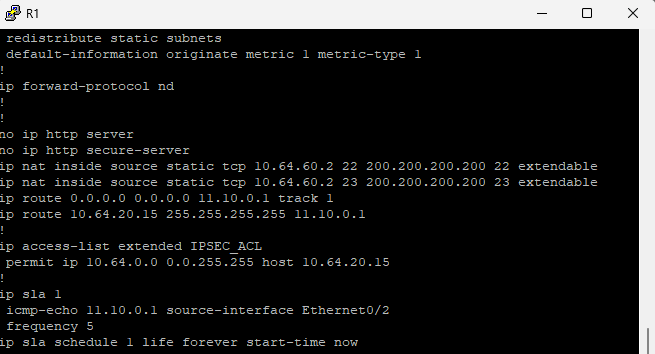 R1
redistribute static subnets
default-information originate metric 1 metric-type 1
!
ip forward-protocol nd
!
!
no ip http server
no ip http secure-server
ip nat inside source static tcp 10.64.60.2 22 200.200.200.200 22 extendable
ip nat inside source static tcp 10.64.60.2 23 200.200.200.200 23 extendable
ip route 0.0.0.0 0.0.0.0 11.10.0.1 track 1
ip route 10.64.20.15 255.255.255.255 11.10.0.1
!
ip access-list extended IPSEC_ACL
permit ip 10.64.0.0 0.0.255.255 host 10.64.20.15
!
ip sla 1
icmp-echo 11.10.0.1 source-interface Ethernet0/2
frequency 5
ip sla schedule 1 life forever start-time now